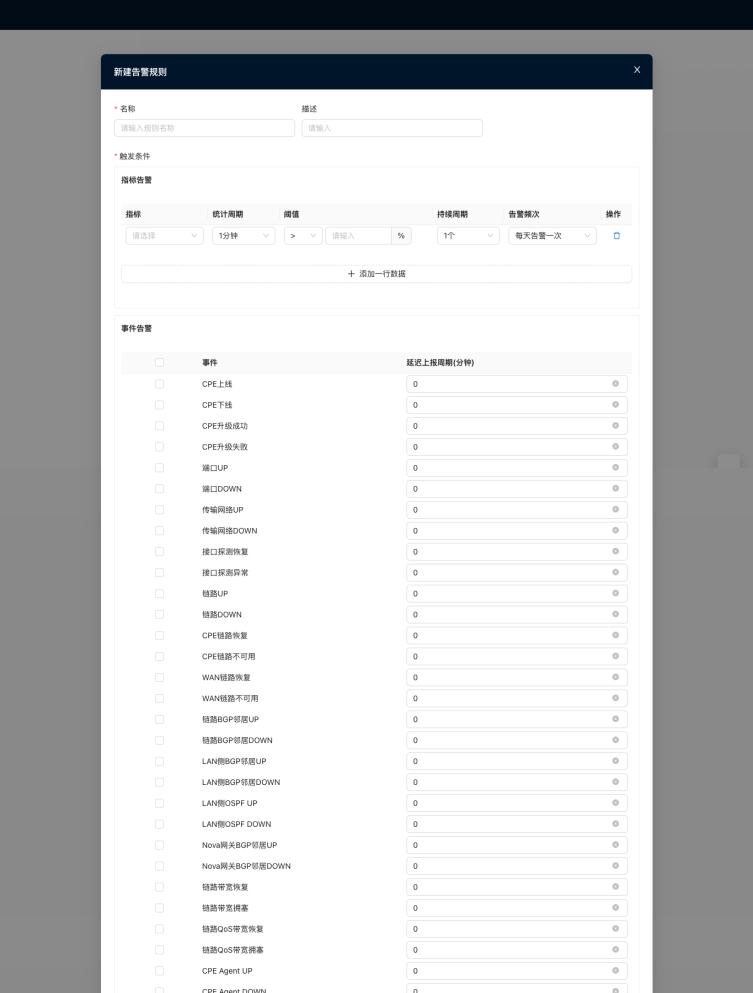 新建告警规则
* 名称 描述
请输入规则名称 请输入
* 触发条件
指标告警
指标 统计周期 阈值 持续周期 告警频次 操作
请选择 1分钟 > 请输入 % 1个 每天告警一次
+ 添加一行数据
事件告警
事件 延迟上报周期(分钟)
CPE上线 0
CPE下线 0
CPE升级成功 0
CPE升级失败 0
端口UP 0
端口DOWN 0
传输网络UP 0
传输网络DOWN 0
接口探测恢复 0
接口探测异常 0
链路UP 0
链路DOWN 0
CPE链路恢复 0
CPE链路不可用 0
WAN链路恢复 0
WAN链路不可用 0
链路BGP邻居UP 0
链路BGP邻居DOWN 0
LAN侧BGP邻居UP 0
LAN侧BGP邻居DOWN 0
LAN侧OSPF UP 0
LAN侧OSPF DOWN 0
Nova网关BGP邻居UP 0
Nova网关BGP邻居DOWN 0
链路带宽恢复 0
链路带宽拥塞 0
链路QoS带宽恢复 0
链路QoS带宽拥塞 0
CPE Agent UP 0
CPE Agent DOWN 0